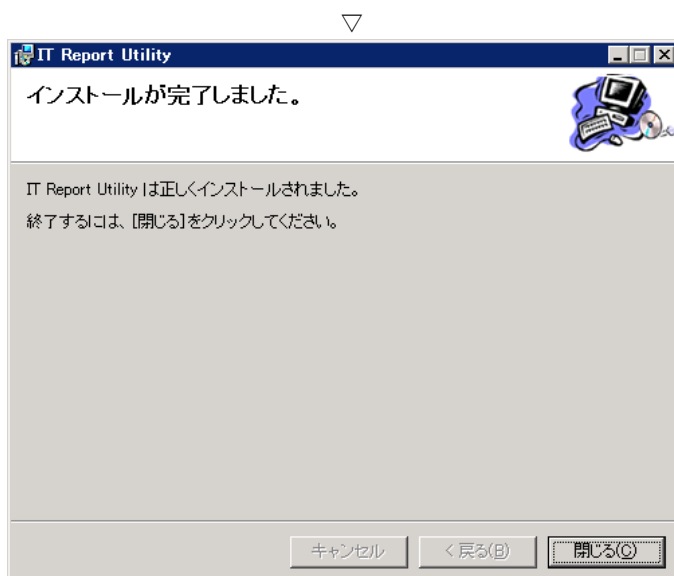 ▽
IT Report Utility
インストールが完了しました。
IT Report Utility は正しくインストールされました。
終了するには、[閉じる]をクリックしてください。
キャンセル
< 戻る(B)
閉じる(C)